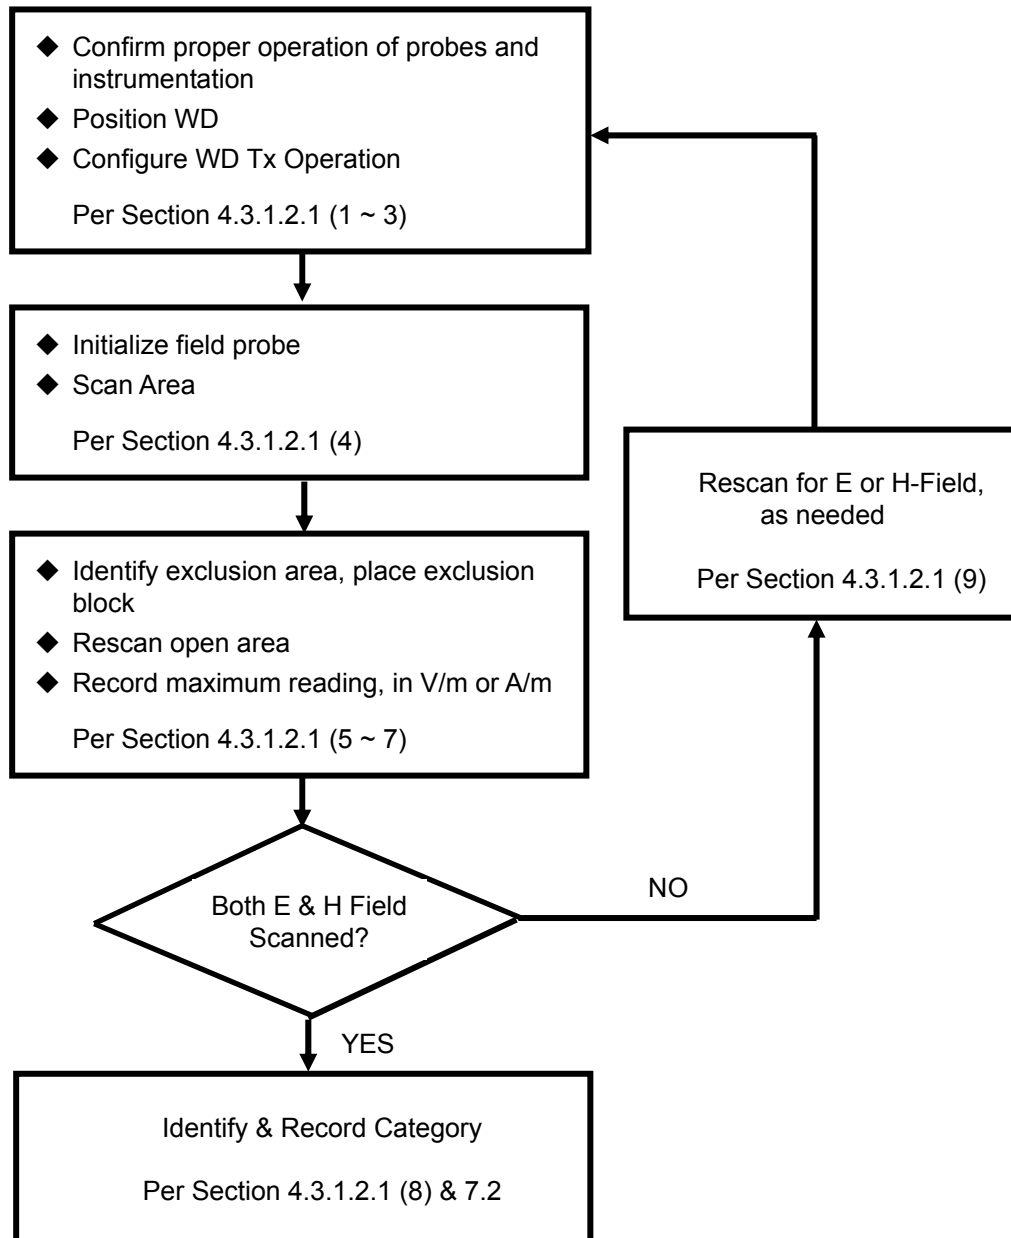 ◆ Confirm proper operation of probes and
instrumentation
◆ Position WD
◆ Configure WD Tx Operation
Per Section 4.3.1.2.1 (1 ~ 3)
◆ Initialize field probe
◆ Scan Area
Per Section 4.3.1.2.1 (4)
Rescan for E or H-Field,
as needed
Per Section 4.3.1.2.1 (9)
◆ Identify exclusion area, place exclusion
block
◆ Rescan open area
◆ Record maximum reading, in V/m or A/m
Per Section 4.3.1.2.1 (5 ~ 7)
Both E & H Field
Scanned?
NO
YES
Identify & Record Category
Per Section 4.3.1.2.1 (8) & 7.2